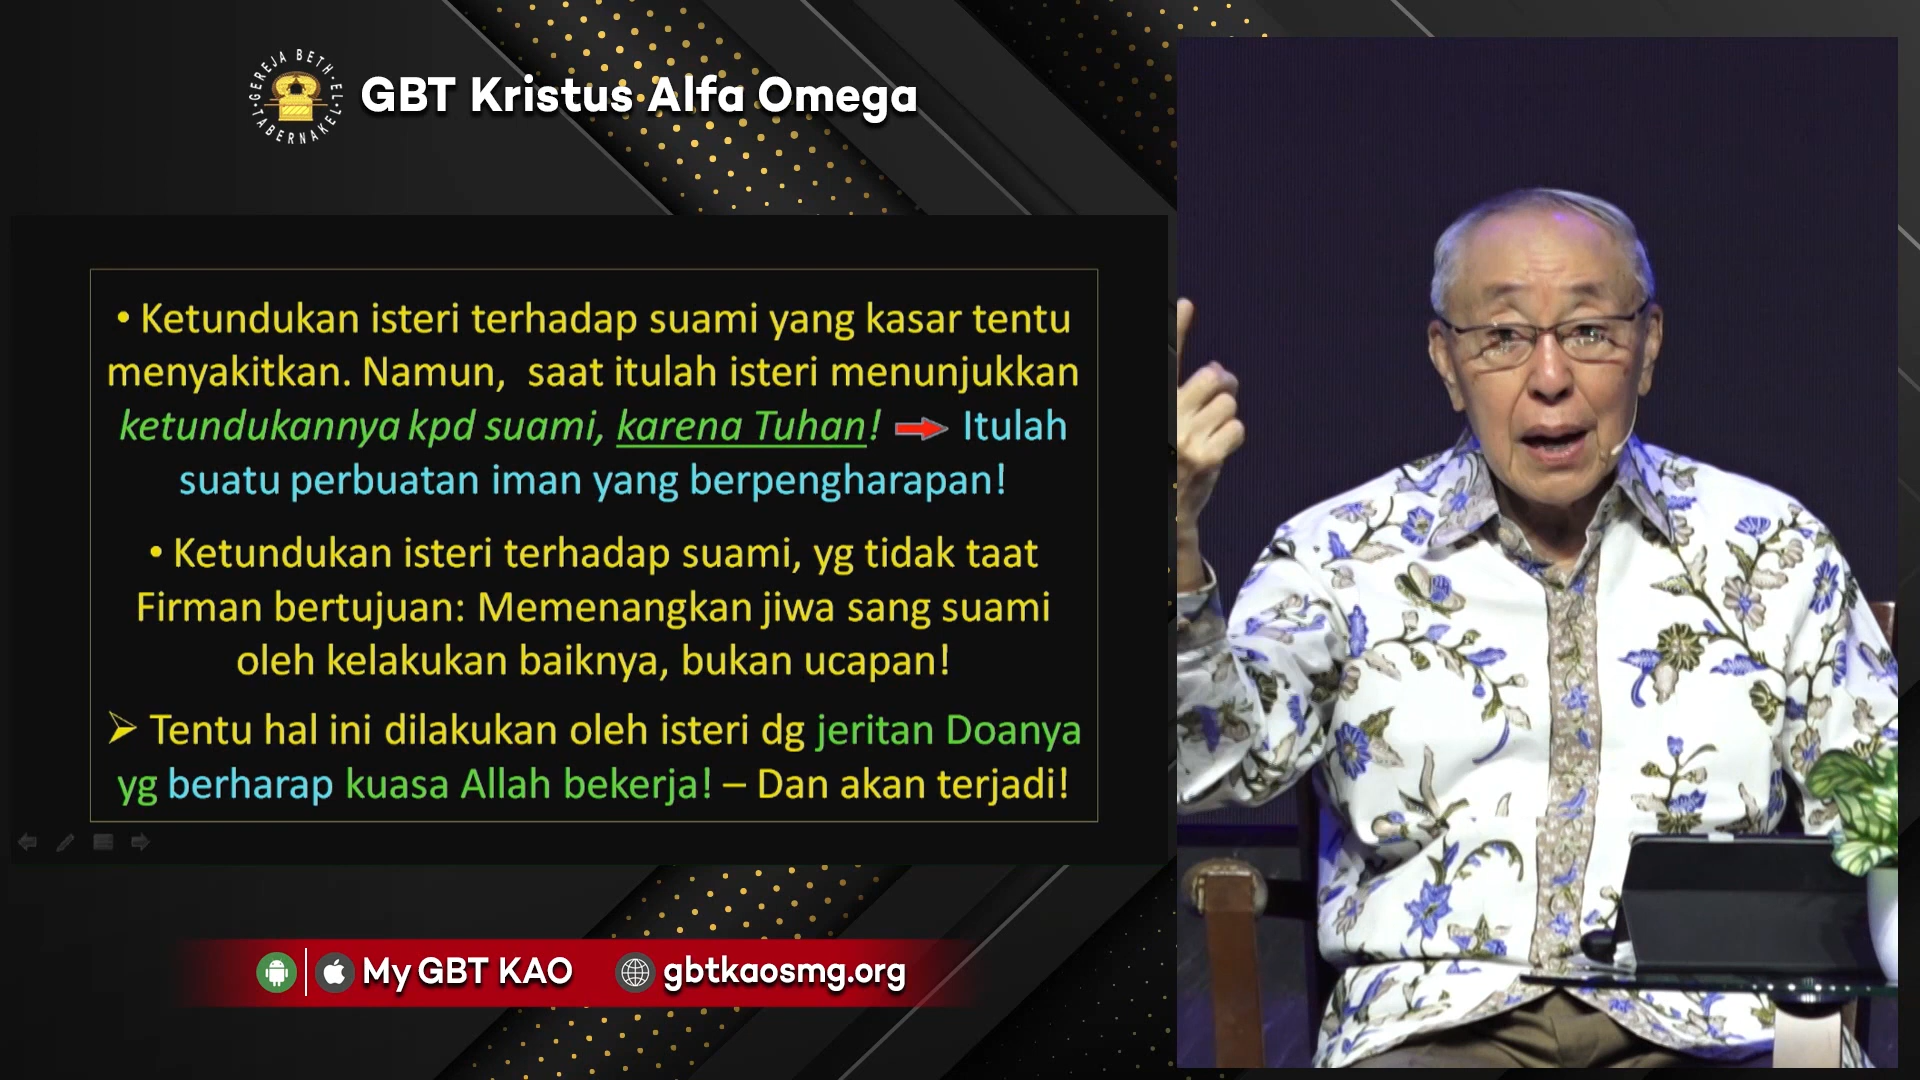 GEREJA BETH-EL TABERNAKEL
GBT Kristus Alfa Omega
• Ketundukan isteri terhadap suami yang kasar tentu
menyakitkan. Namun, saat itulah isteri menunjukkan
ketundukannya kpd suami, karena Tuhan! Itulah
suatu perbuatan iman yang berpengharapan!
• Ketundukan isteri terhadap suami, yg tidak taat
Firman bertujuan: Memenangkan jiwa sang suami
oleh kelakukan baiknya, bukan ucapan!
➢ Tentu hal ini dilakukan oleh isteri dg jeritan Doanya
yg berharap kuasa Allah bekerja! – Dan akan terjadi!
My GBT KAO
gbtkaosmg.org